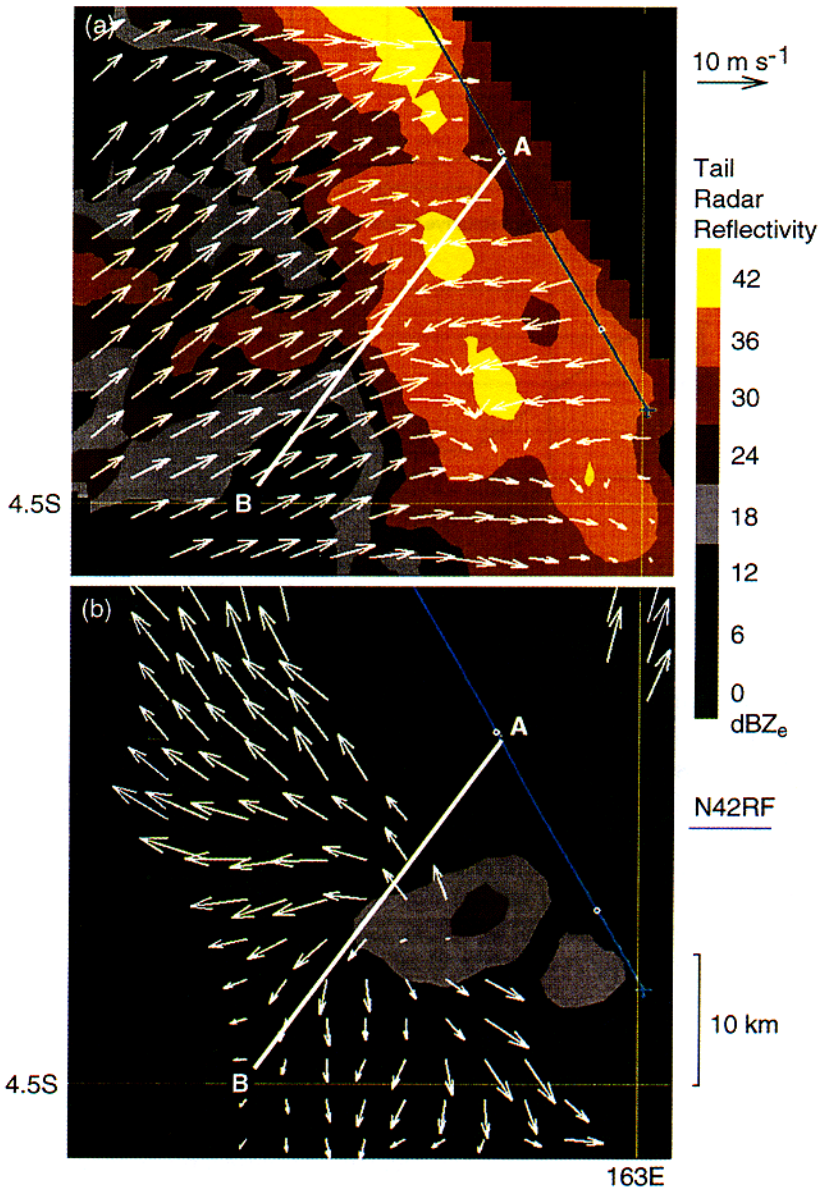 (a)
10 m s⁻¹
A
Tail
Radar
Reflectivity
42
36
30
24
18
12
6
0
dBZₑ
B
4.5S
(b)
A
N42RF
10 km
B
4.5S
163E